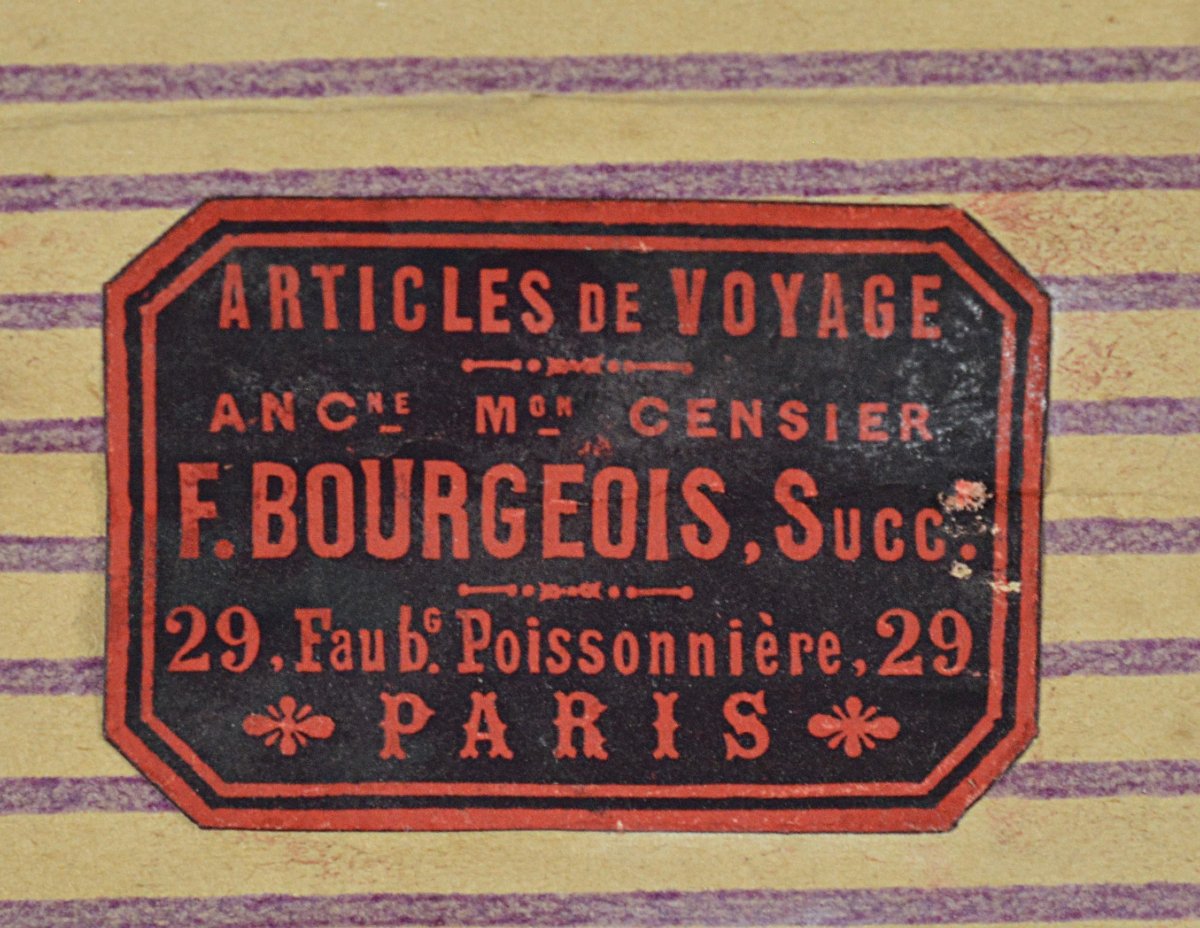 ARTICLES DE VOYAGE
ANCNE MON CENSIER
F. BOURGEOIS, SUCC.
29, Faubg. Poissonnière, 29
PARIS